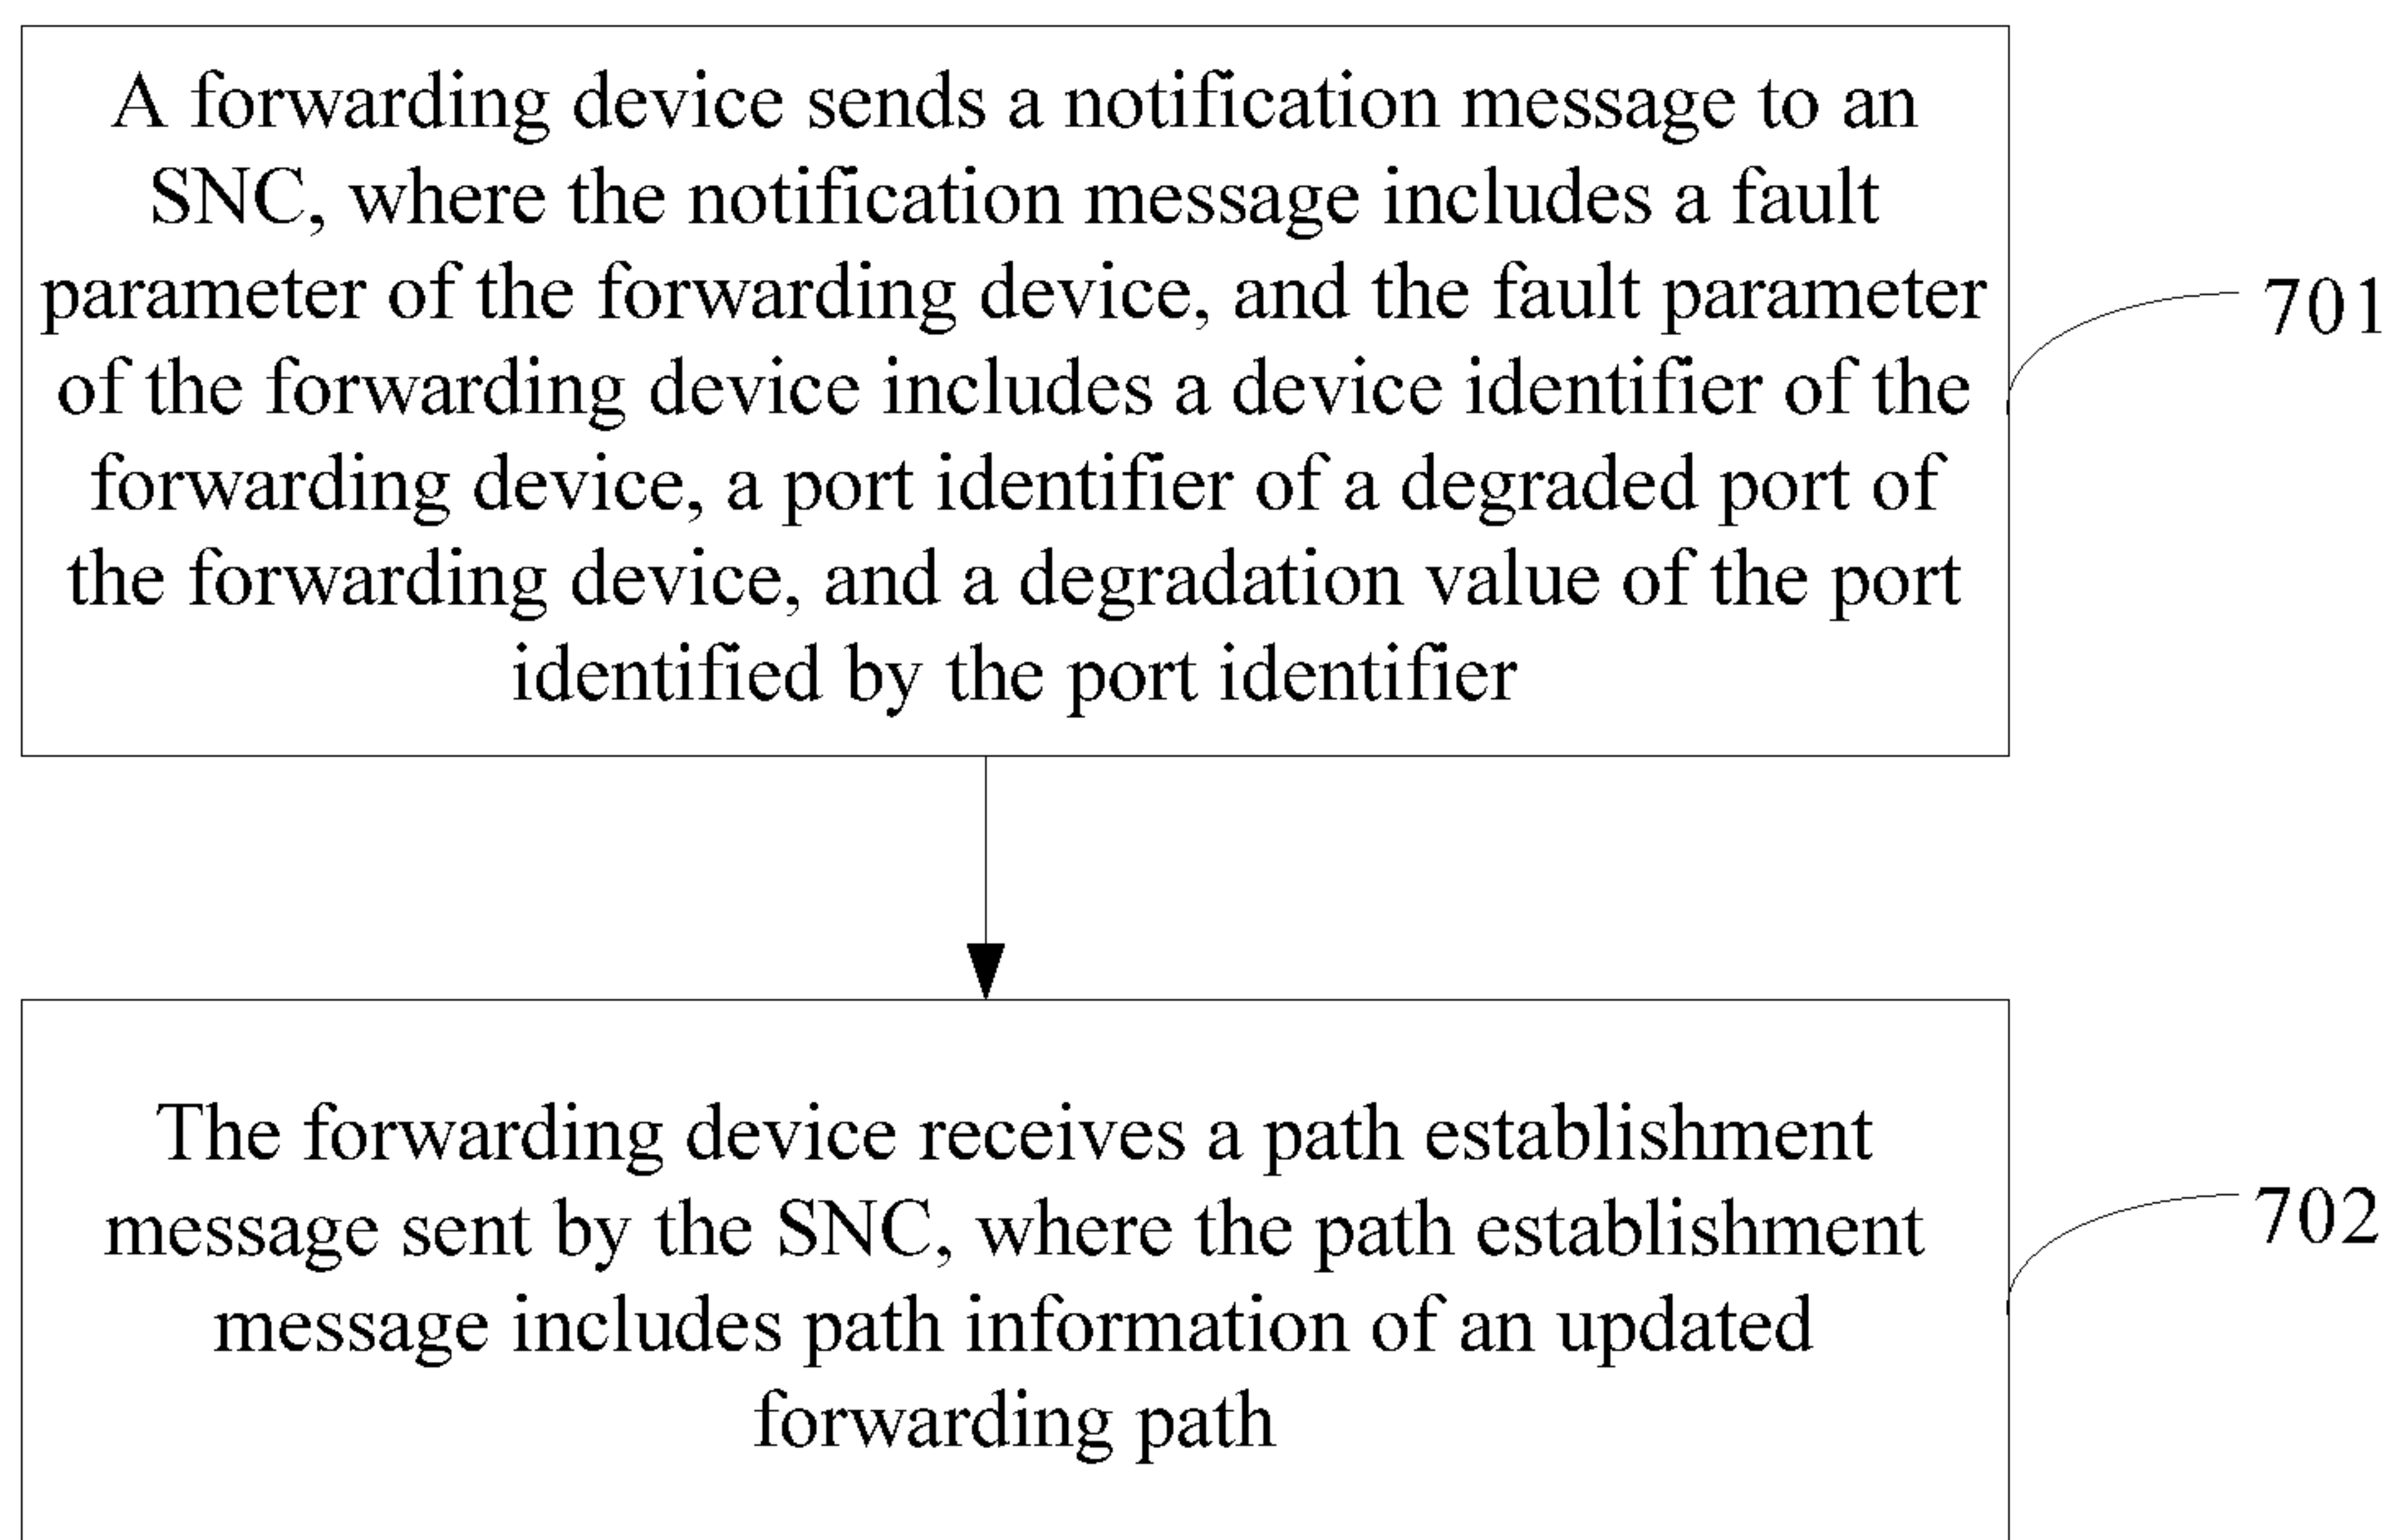 A forwarding device sends a notification message to an
SNC, where the notification message includes a fault
parameter of the forwarding device, and the fault parameter
of the forwarding device includes a device identifier of the
forwarding device, a port identifier of a degraded port of
the forwarding device, and a degradation value of the port
identified by the port identifier
701
The forwarding device receives a path establishment
message sent by the SNC, where the path establishment
message includes path information of an updated
forwarding path
702